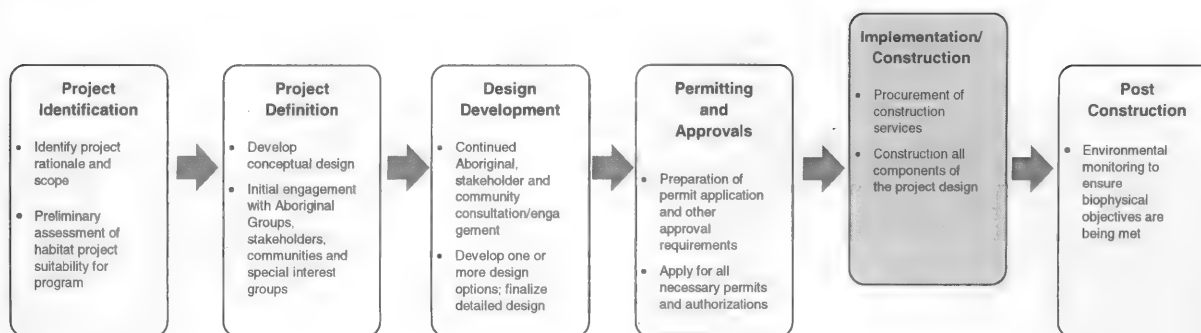 Project
Identification
• Identify project
rationale and
scope
• Preliminary
assessment of
habitat project
suitability for
program
Project
Definition
• Develop
conceptual design
• Initial engagement
with Aboriginal
Groups,
stakeholders,
communities and
special interest
groups
Design
Development
• Continued
Aboriginal,
stakeholder and
community
consultation/enga
gement
• Develop one or
more design
options; finalize
detailed design
Permitting
and
Approvals
• Preparation of
permit application
and other
approval
requirements
• Apply for all
necessary permits
and authorizations
Implementation/
Construction
• Procurement of
construction
services
• Construction all
components of
the project design
Post
Construction
• Environmental
monitoring to
ensure
biophysical
objectives are
being met